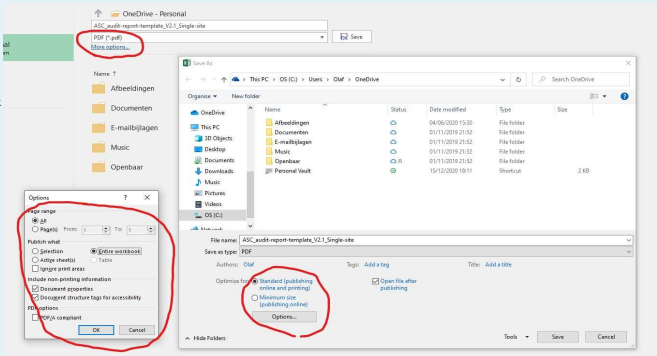 OneDrive - Personal
ASC_audit-report-template_V2.1_Single-site
PDF (*.pdf)
Save
More options...
Name ↑
Afbeeldingen
Documenten
E-mailbijlagen
Music
Openbaar
Save As
This PC > OS (C:) > Users > Olaf > OneDrive
Search OneDrive
Organise
New folder
Name
Status
Date modified
Type
Size
OneDrive
This PC
3D Objects
Desktop
Documents
Downloads
Music
Pictures
Videos
OS (C:)
Network
Afbeeldingen 04/06/2020 15:30 File folder
Documenten 01/11/2019 21:52 File folder
E-mailbijlagen 01/11/2019 21:52 File folder
Music 01/11/2019 21:52 File folder
Openbaar 01/11/2019 21:52 File folder
Personal Vault 15/12/2020 18:11 Shortcut 2 KB
File name: ASC_audit-report-template_V2.1_Single-site
Save as type: PDF
Authors: Olaf
Tags: Add a tag
Title: Add a title
Optimize for:
Standard (publishing
online and printing)
Minimum size
(publishing online)
Options...
Open file after
publishing
Hide Folders
Tools
Save
Cancel
Options ? ×
Page range
All
Page(s) From: 1 To: 1
Publish what
Selection
Entire workbook
Active sheet(s)
Table
Ignore print areas
Include non-printing information
Document properties
Document structure tags for accessibility
PDF options
PDF/A compliant
OK
Cancel